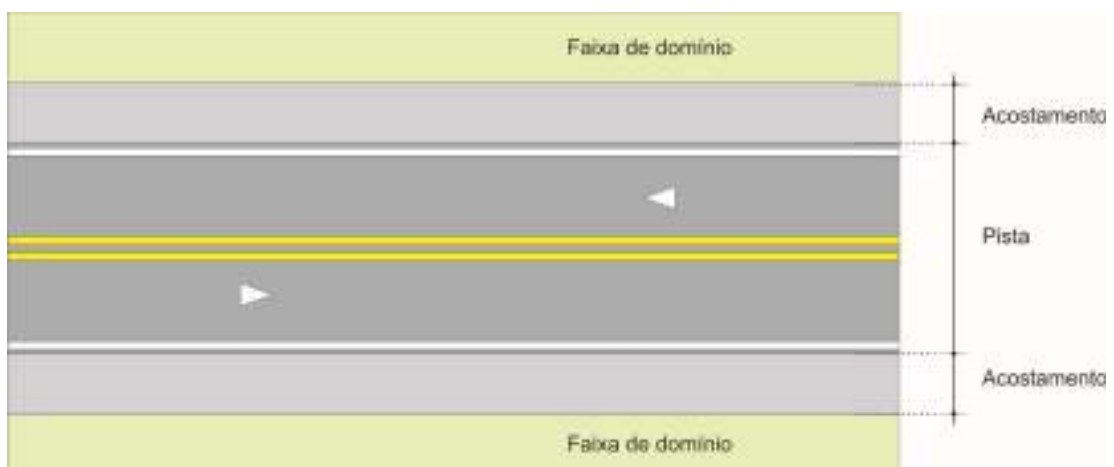 Faixa de domínio
Acostamento
Pista
Acostamento
Faixa de domínio